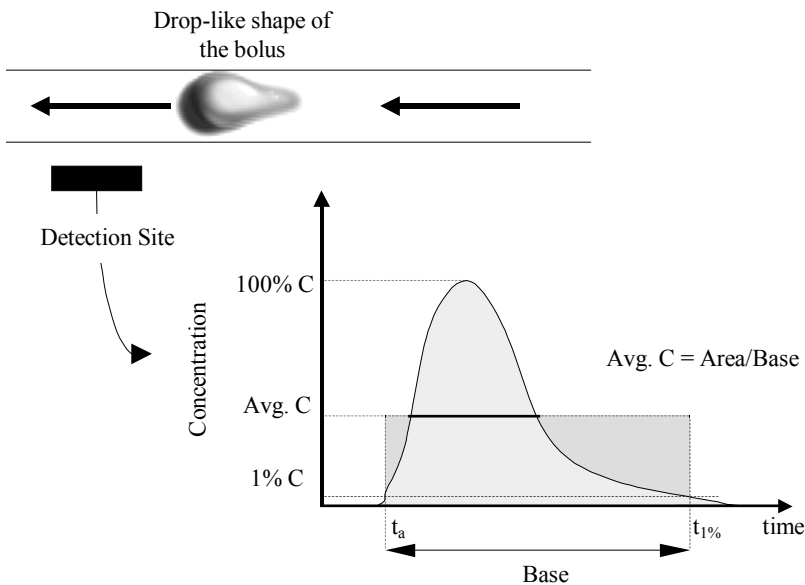 Drop-like shape of
the bolus
Detection Site
100% C
Concentration
Avg. C = Area/Base
Avg. C
1% C
tₐ
t₁%
time
Base